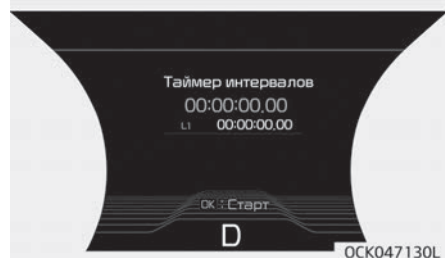 Таймер интервалов
00:00:00.00
L1 00:00:00.00
OK : Старт
D
OCK047130L